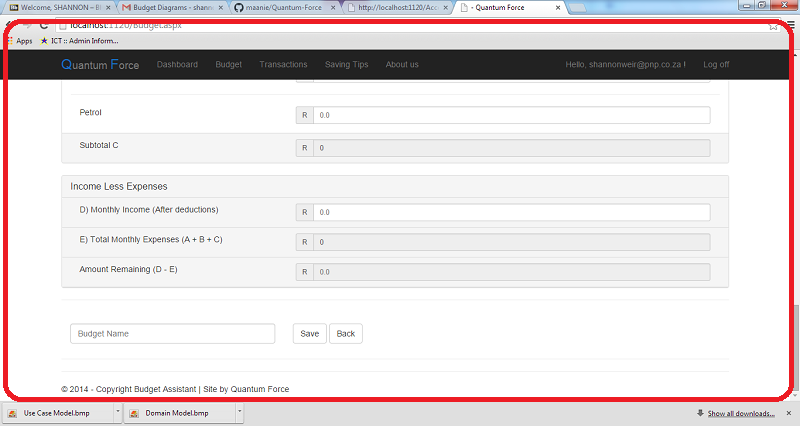 Welcome, SHANNON – Bl
Budget Diagrams - shann
maanie/Quantum-Force
http://localhost:1120/Acc
- Quantum Force
localhost:1120/Budget.aspx
Apps ICT :: Admin Inform...
Quantum Force Dashboard Budget Transactions Saving Tips About us Hello, shannonweir@pnp.co.za ! Log off
Petrol R 0.0
Subtotal C R 0
Income Less Expenses
D) Monthly Income (After deductions) R 0.0
E) Total Monthly Expenses (A + B + C) R 0
Amount Remaining (D - E) R 0.0
Budget Name Save Back
© 2014 - Copyright Budget Assistant | Site by Quantum Force
Use Case Model.bmp Domain Model.bmp Show all downloads...